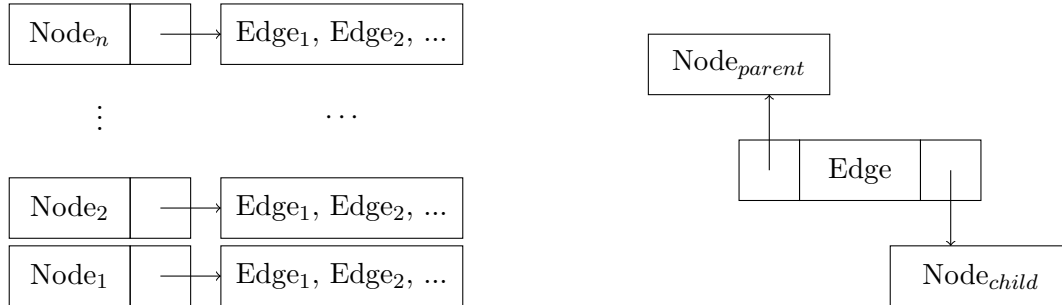 Node_n Edge_1, Edge_2, ...
Node_parent
⋮ ⋯
Edge
Node_2 Edge_1, Edge_2, ...
Node_1 Edge_1, Edge_2, ...
Node_child